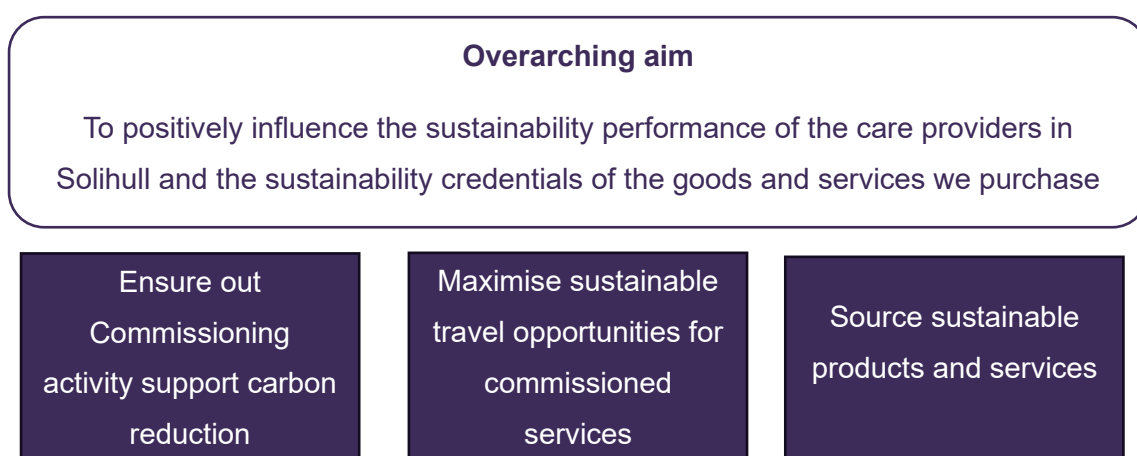 Overarching aim
To positively influence the sustainability performance of the care providers in
Solihull and the sustainability credentials of the goods and services we purchase
Ensure out
Commissioning
activity support carbon
reduction
Maximise sustainable
travel opportunities for
commissioned
services
Source sustainable
products and services